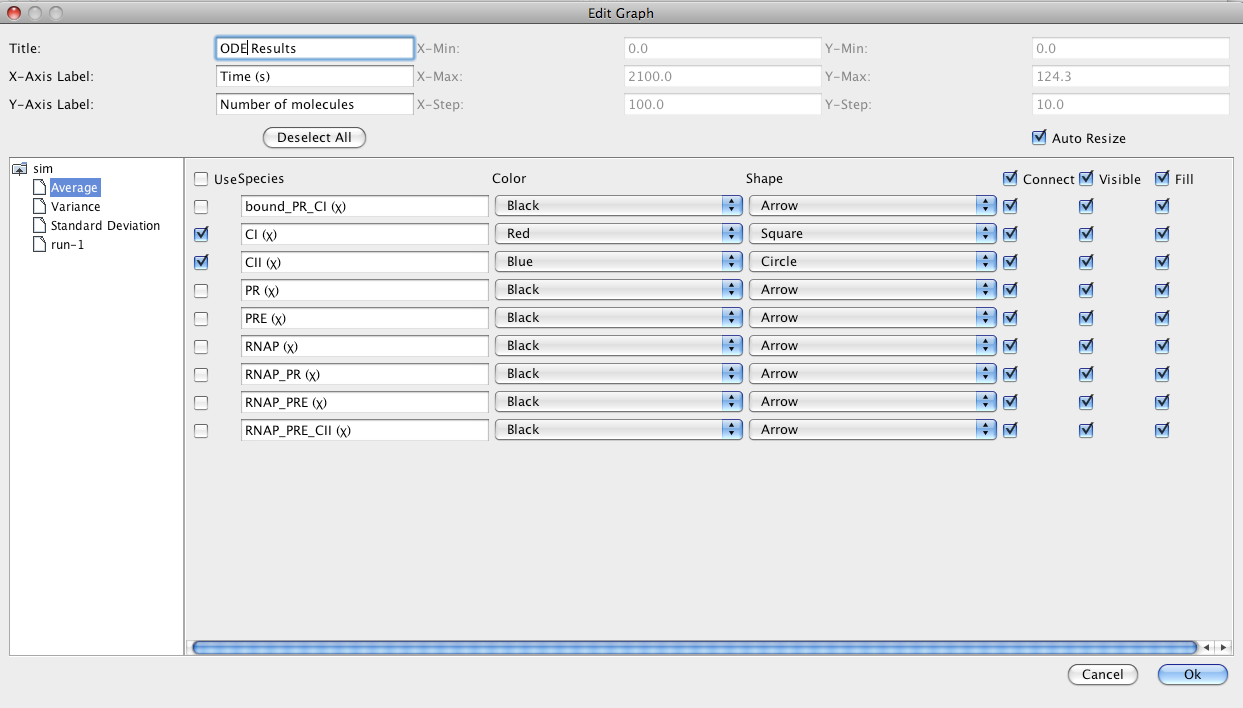 Edit Graph
Title: ODE Results X-Min: 0.0 Y-Min: 0.0
X-Axis Label: Time (s) X-Max: 2100.0 Y-Max: 124.3
Y-Axis Label: Number of molecules X-Step: 100.0 Y-Step: 10.0
Deselect All Auto Resize
sim
Average
Variance
Standard Deviation
run-1
Use Species Color Shape Connect Visible Fill
bound_PR_CI (χ) Black Arrow
CI (χ) Red Square
CII (χ) Blue Circle
PR (χ) Black Arrow
PRE (χ) Black Arrow
RNAP (χ) Black Arrow
RNAP_PR (χ) Black Arrow
RNAP_PRE (χ) Black Arrow
RNAP_PRE_CII (χ) Black Arrow
Cancel Ok